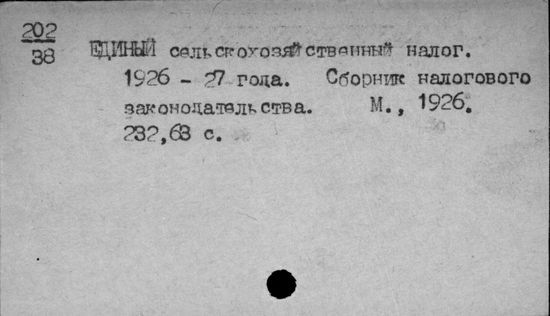 202
38
ЕДИНЫЙ сельскохозяйственный налог.
1926 - 27 года. Сборник налогового
законодательства. М., 1926.
232,63 с.